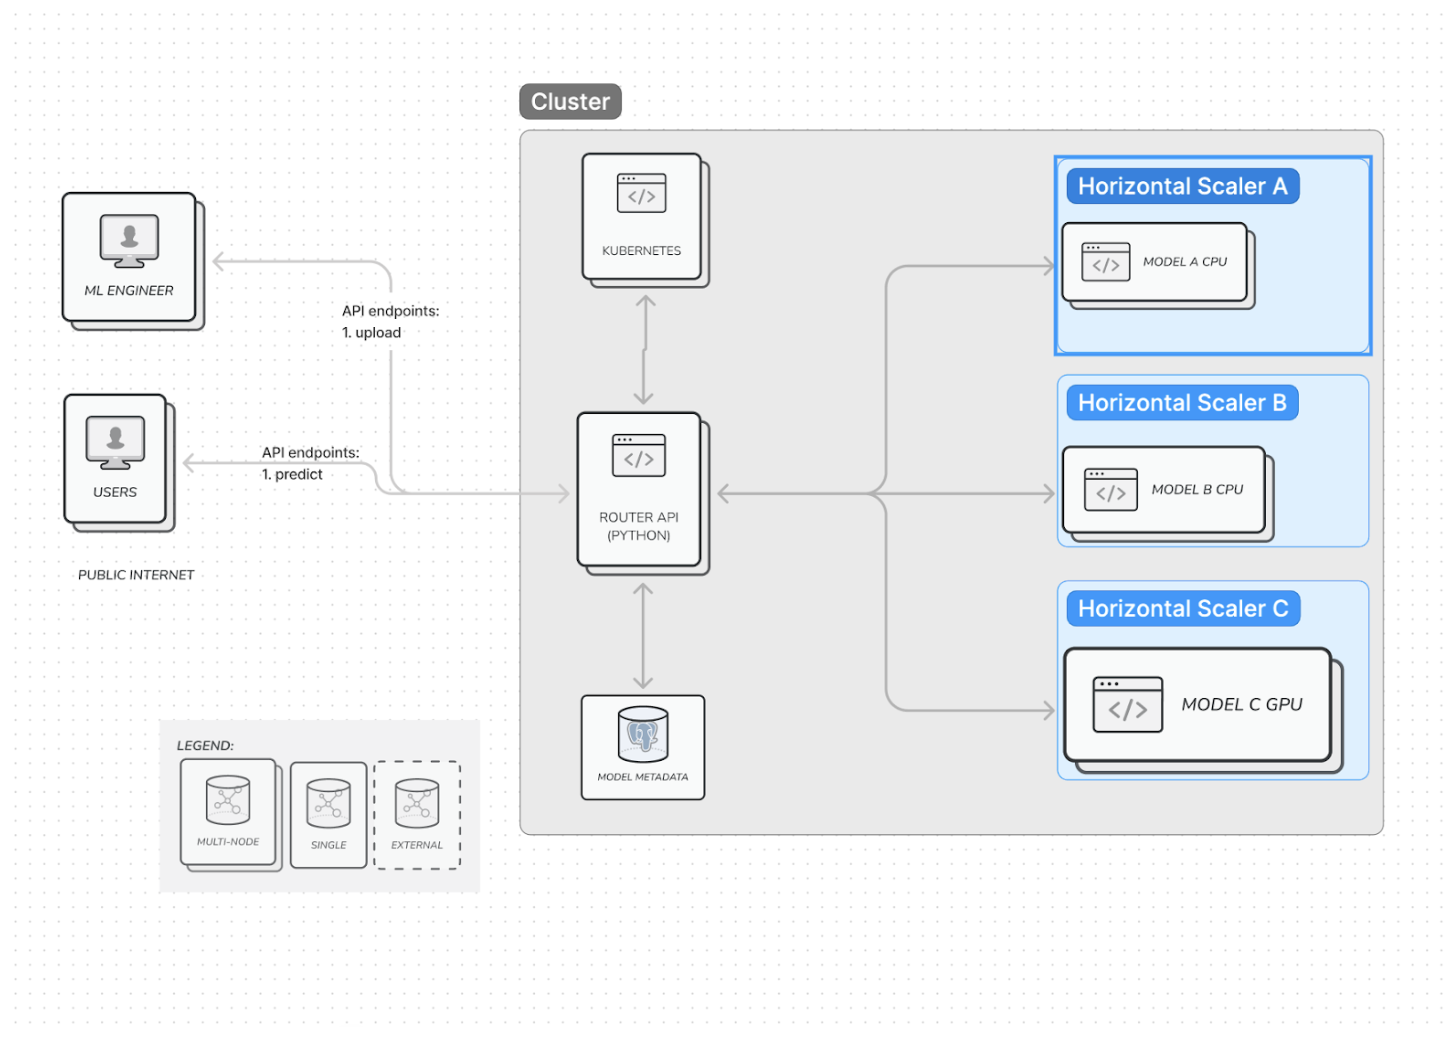 Cluster
KUBERNETES
Horizontal Scaler A
MODEL A CPU
ML ENGINEER
API endpoints:
1. upload
Horizontal Scaler B
MODEL B CPU
API endpoints:
1. predict
USERS
ROUTER API
(PYTHON)
PUBLIC INTERNET
Horizontal Scaler C
MODEL C GPU
MODEL METADATA
LEGEND:
MULTI-NODE
SINGLE
EXTERNAL